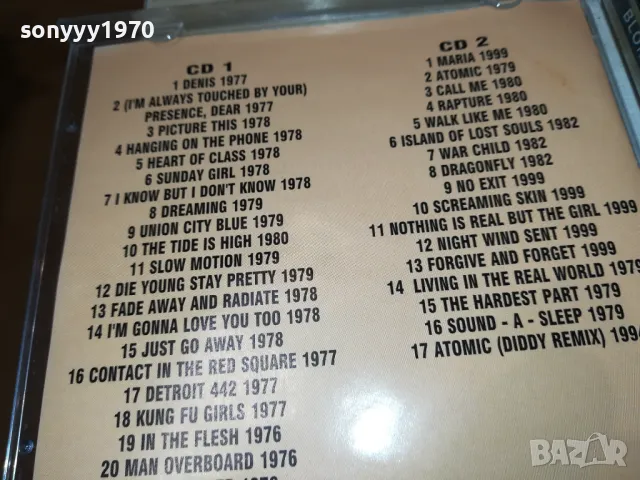 sonyyy1970
CD 1
1 DENIS 1977
2 (I'M ALWAYS TOUCHED BY YOUR)
PRESENCE, DEAR 1977
3 PICTURE THIS 1978
4 HANGING ON THE PHONE 1978
5 HEART OF CLASS 1978
6 SUNDAY GIRL 1978
7 I KNOW BUT I DON'T KNOW 1978
8 DREAMING 1979
9 UNION CITY BLUE 1979
10 THE TIDE IS HIGH 1980
11 SLOW MOTION 1979
12 DIE YOUNG STAY PRETTY 1979
13 FADE AWAY AND RADIATE 1978
14 I'M GONNA LOVE YOU TOO 1978
15 JUST GO AWAY 1978
16 CONTACT IN THE RED SQUARE 1977
17 DETROIT 442 1977
18 KUNG FU GIRLS 1977
19 IN THE FLESH 1976
20 MAN OVERBOARD 1976
CD 2
1 MARIA 1999
2 ATOMIC 1979
3 CALL ME 1980
4 RAPTURE 1980
5 WALK LIKE ME 1980
6 ISLAND OF LOST SOULS 1982
7 WAR CHILD 1982
8 DRAGONFLY 1982
9 NO EXIT 1999
10 SCREAMING SKIN 1999
11 NOTHING IS REAL BUT THE GIRL 1999
12 NIGHT WIND SENT 1999
13 FORGIVE AND FORGET 1999
14 LIVING IN THE REAL WORLD 1979
15 THE HARDEST PART 1979
16 SOUND - A - SLEEP 1979
17 ATOMIC (DIDDY REMIX) 1994
BAZAR